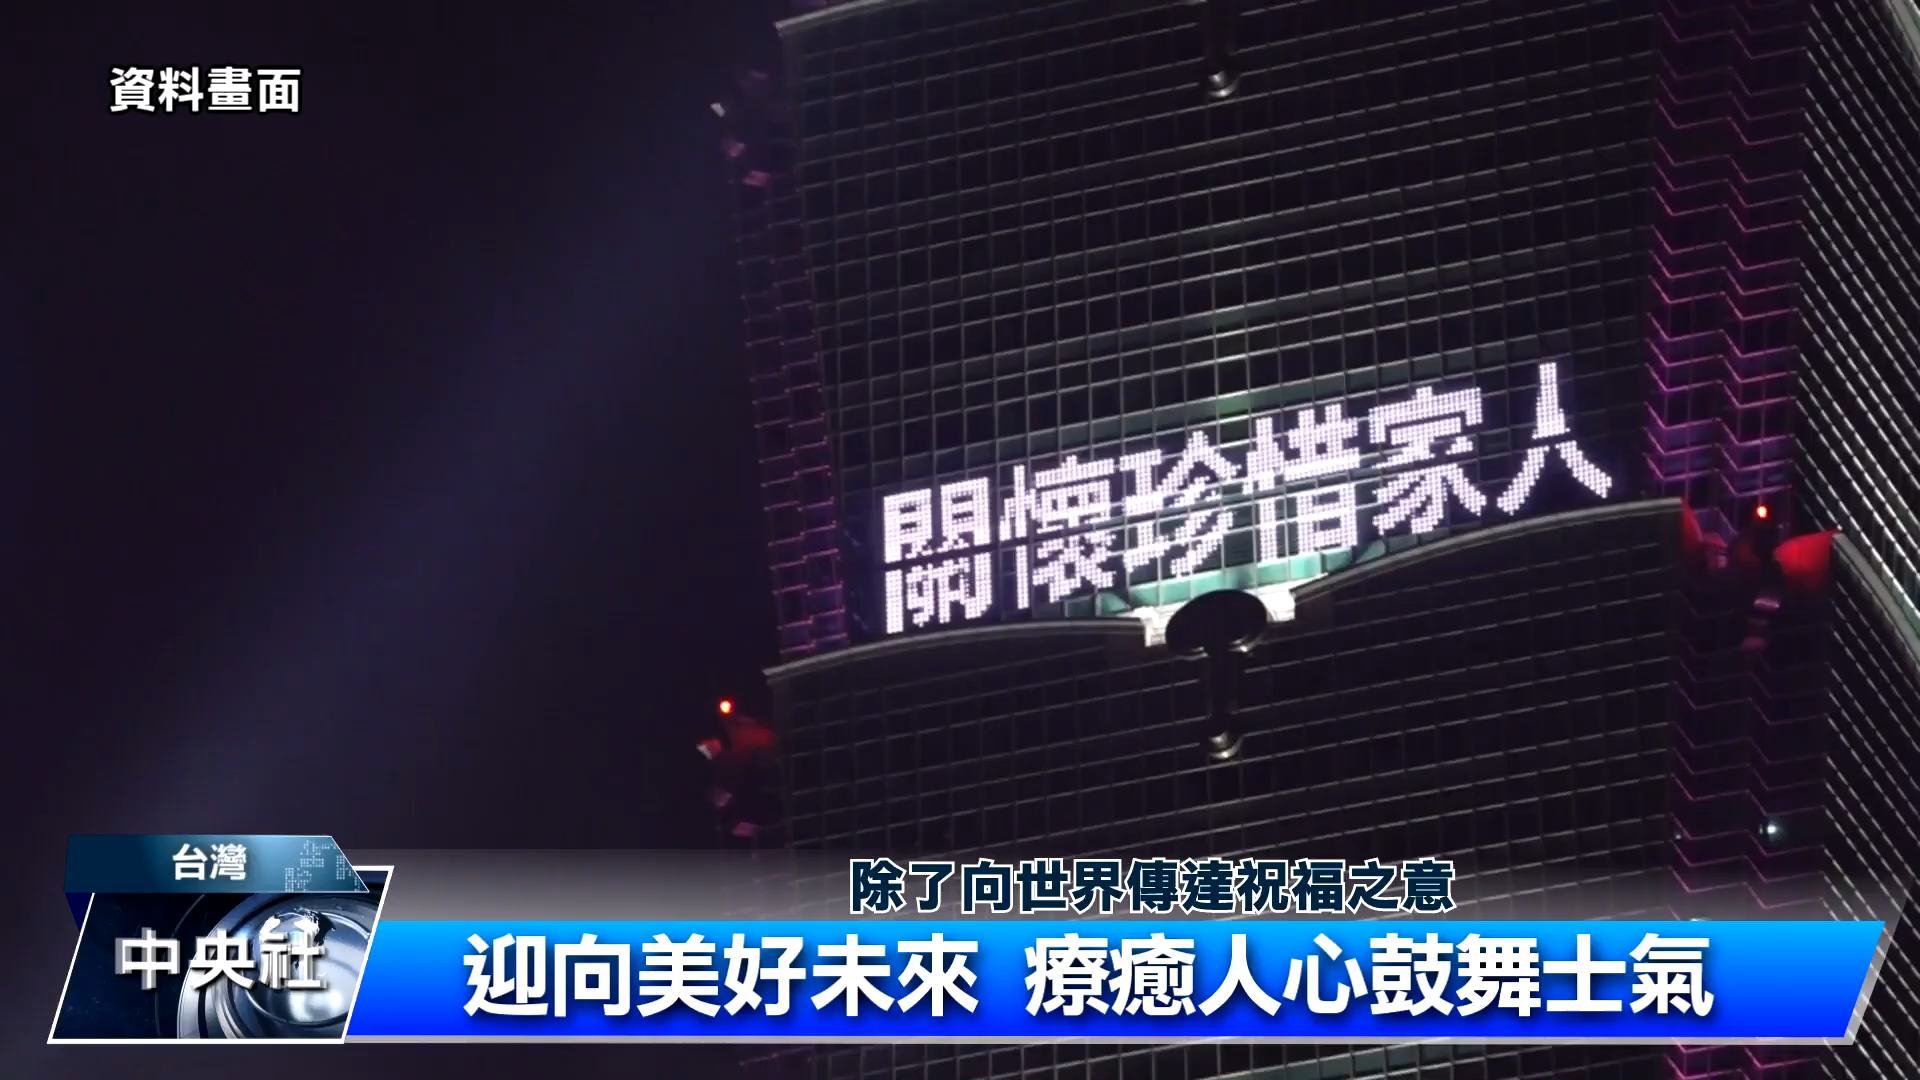 資料畫面
關懷珍惜家人
台灣
除了向世界傳達祝福之意
中央社
迎向美好未來 療癒人心鼓舞士氣